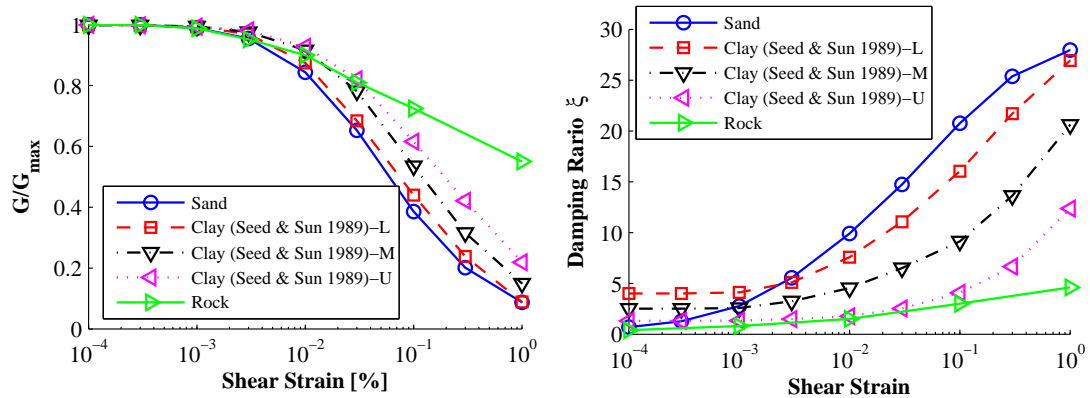 1
0.8
0.6
0.4
0.2
0
G/Gmax
Sand
Clay (Seed & Sun 1989)−L
Clay (Seed & Sun 1989)−M
Clay (Seed & Sun 1989)−U
Rock
10−4 10−3 10−2 10−1 100
Shear Strain [%]
30
25
20
15
10
5
0
Damping Rario ξ
Sand
Clay (Seed & Sun 1989)−L
Clay (Seed & Sun 1989)−M
Clay (Seed & Sun 1989)−U
Rock
10−4 10−3 10−2 10−1 100
Shear Strain